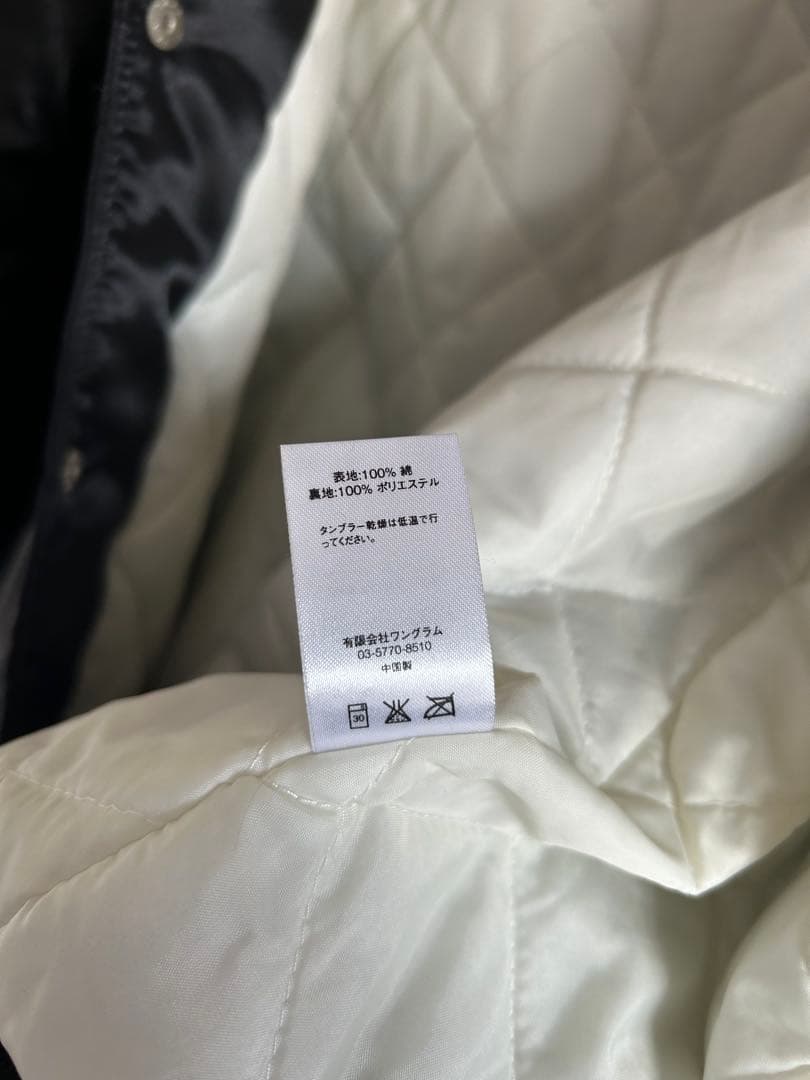 表地:100% 綿
裏地:100% ポリエステル
タンブラー乾燥は低温で行
ってください。
有限会社ワングラム
03-5770-8510
中国製
30